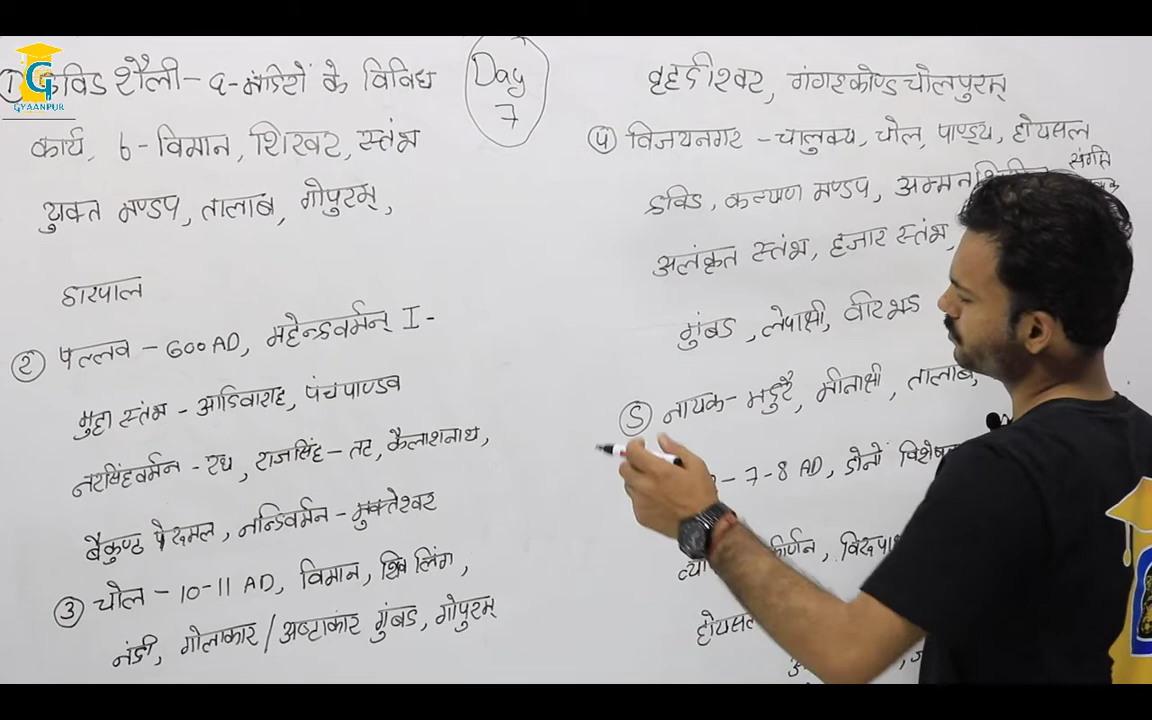 G
GYAANPUR
① द्रविड शैली - a-मंदिरों के विविध
कार्य, b-विमान, शिखर, स्तंभ
युक्त मण्डप, तालाब, गोपुरम्,
द्वारपाल
② पल्लव - 600 AD, महेन्द्रवर्मन् I -
गुहा स्तंभ - आदिवाराह, पंचपाण्डव
नरसिंहवर्मन - रथ, राजसिंह - तट, कैलाशनाथ,
बैकुण्ठ पेरूमल, नन्दिवर्मन - मुक्तेश्वर
③ चोल - 10-11 AD, विमान, शिव लिंग,
नंदी, गोलाकार / अष्टाकार गुंबद, गोपुरम्
Day
7
वृहदीश्वर, गंगइकोण्डचोलपुरम्
④ विजयनगर - चालुक्य, चोल, पाण्ड्य, होयसल
संगीत
द्रविड, कल्याण मण्डप, अम्मन
अलंकृत स्तंभ, हजार स्तंभ,
गुंबद, लेपाक्षी, वीरभद्र
⑤ नायक - मदुरै, मीनाक्षी, तालाब,
- 7-8 AD, दोनों